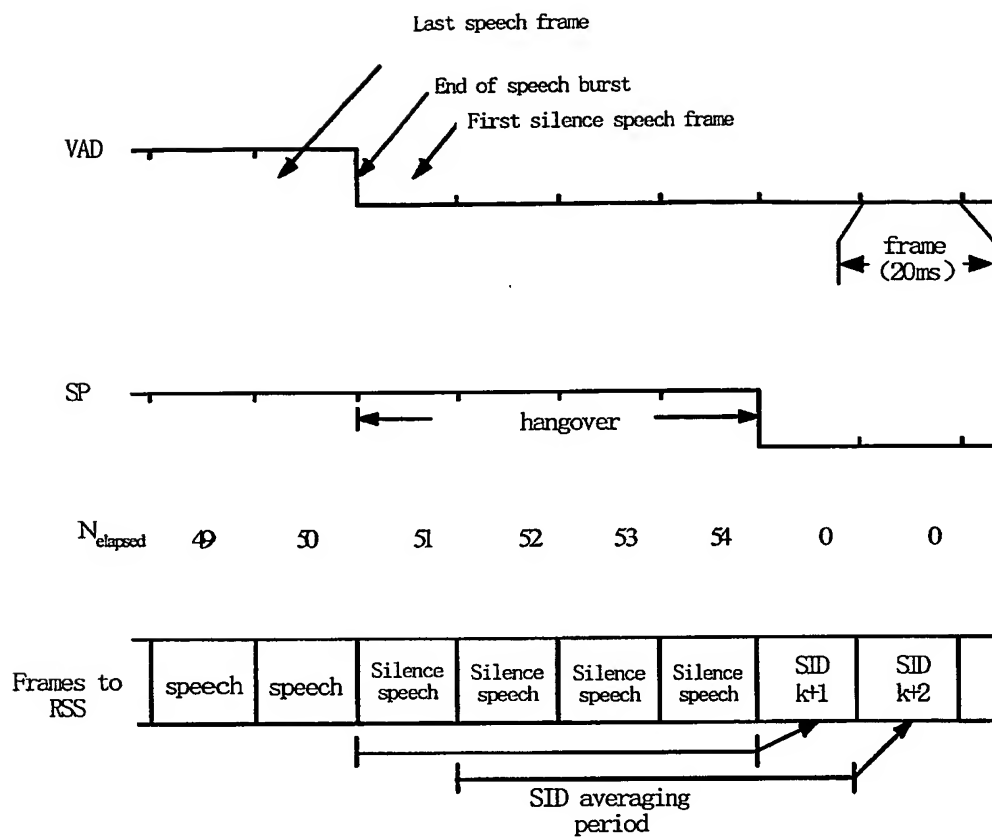 Last speech frame
End of speech burst
First silence speech frame
VAD
frame
(20ms)
SP
hangover
Nelapsed 49 50 51 52 53 54 0 0
Frames to
RSS
speech
speech
Silence
speech
Silence
speech
Silence
speech
Silence
speech
SID
k+1
SID
k+2
SID averaging
period